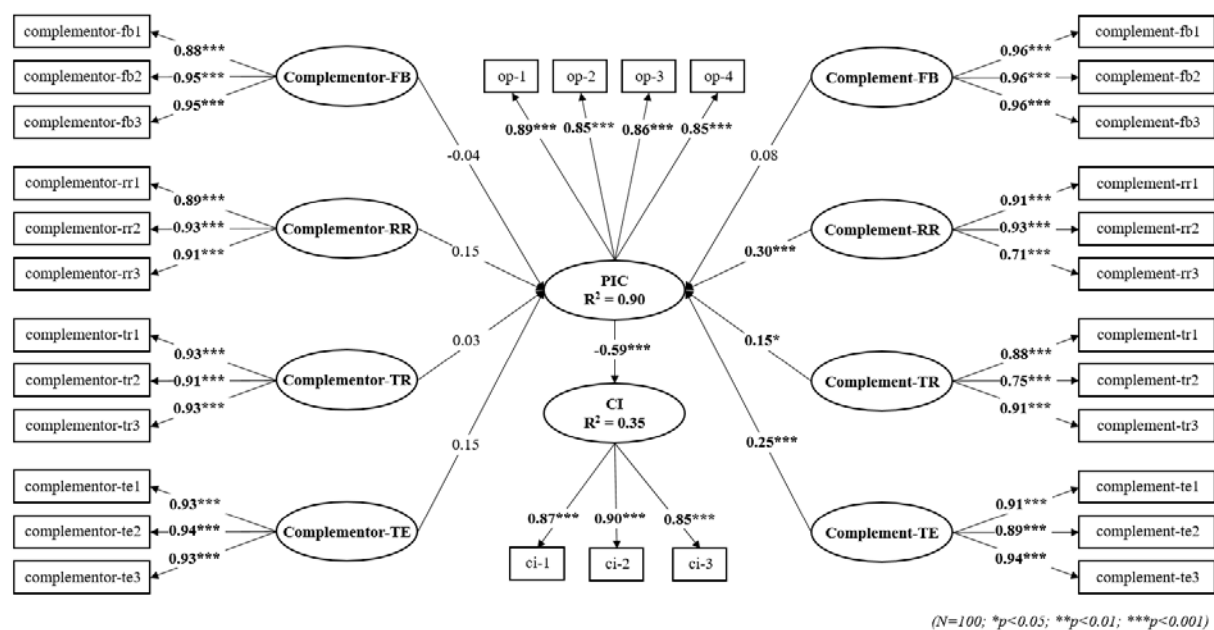 complementor-fb1
complementor-fb2
complementor-fb3
0.88***
0.95***
0.95***
Complementor-FB
-0.04
complementor-rr1
complementor-rr2
complementor-rr3
0.89***
0.93***
0.91***
Complementor-RR
0.15
complementor-tr1
complementor-tr2
complementor-tr3
0.93***
0.91***
0.93***
Complementor-TR
0.03
complementor-te1
complementor-te2
complementor-te3
0.93***
0.94***
0.93***
Complementor-TE
0.15
op-1
op-2
op-3
op-4
0.89***
0.85***
0.86***
0.85***
PIC
R² = 0.90
-0.59***
CI
R² = 0.35
0.87***
0.90***
0.85***
ci-1
ci-2
ci-3
Complement-FB
0.08
0.96***
0.96***
0.96***
complement-fb1
complement-fb2
complement-fb3
Complement-RR
0.30***
0.91***
0.93***
0.71***
complement-rr1
complement-rr2
complement-rr3
Complement-TR
0.15*
0.88***
0.75***
0.91***
complement-tr1
complement-tr2
complement-tr3
Complement-TE
0.25***
0.91***
0.89***
0.94***
complement-te1
complement-te2
complement-te3
(N=100; *p<0.05; **p<0.01; ***p<0.001)